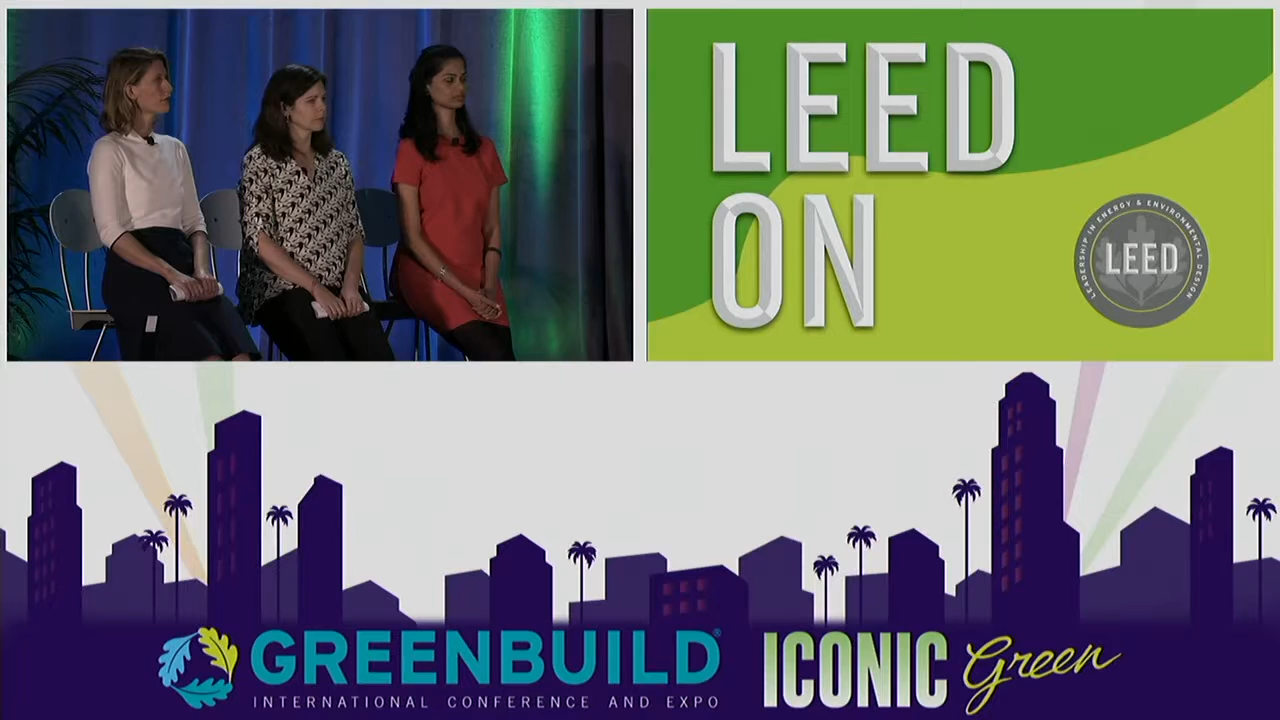 LEED
ON
LEADERSHIP IN ENERGY & ENVIRONMENTAL DESIGN
LEED
GREENBUILD®
INTERNATIONAL CONFERENCE AND EXPO
ICONIC Green